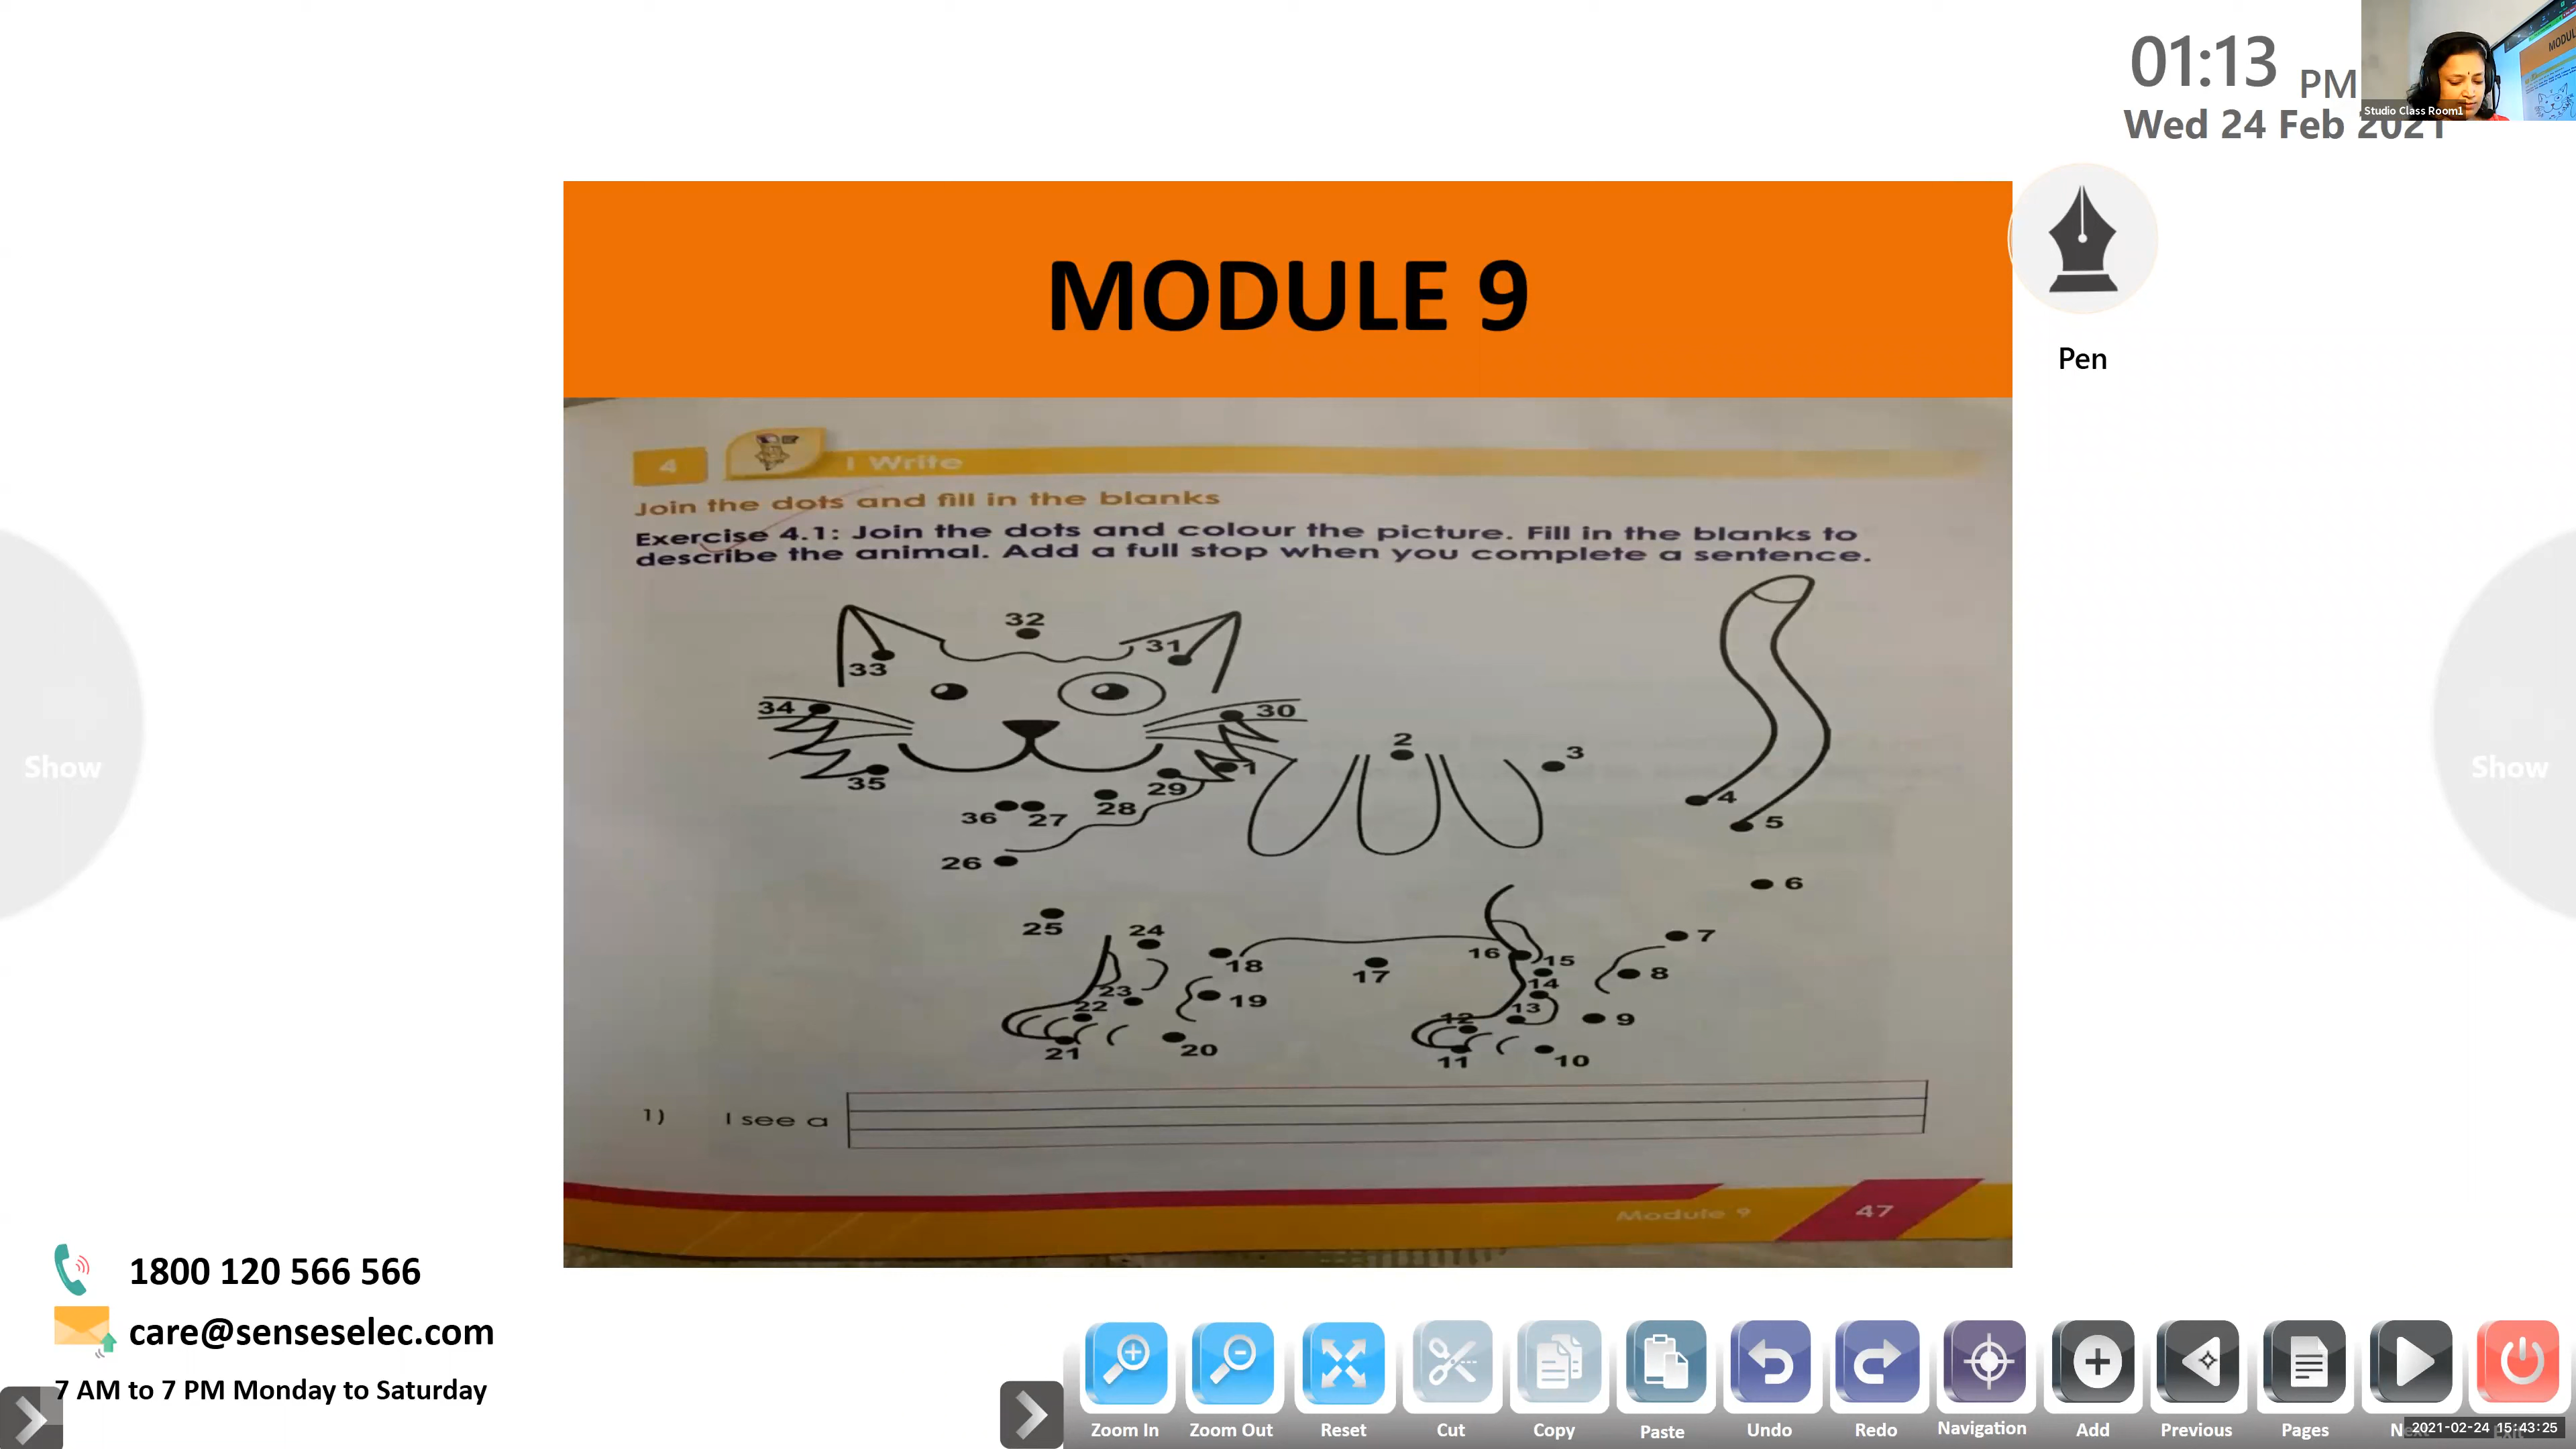 01:13 PM
Wed 24 Feb 2021
Studio Class Room1
MODUL
Pen
MODULE 9
4
I Write
Join the dots and fill in the blanks
Exercise 4.1: Join the dots and colour the picture. Fill in the blanks to
describe the animal. Add a full stop when you complete a sentence.
32
31
33
34
30
2
3
1
35
29
28
36
27
4
5
26
6
25
24
7
18
16
15
17
8
14
23
22
19
13
12
9
21
20
11
10
1) I see a
Module 9
47
Show
Show
1800 120 566 566
care@senseselec.com
7 AM to 7 PM Monday to Saturday
Zoom In
Zoom Out
Reset
Cut
Copy
Paste
Undo
Redo
Navigation
Add
Previous
Pages
2021-02-24 15:43:25